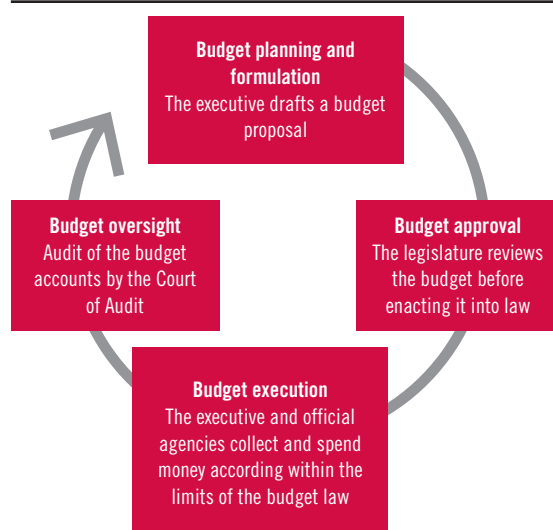 Budget planning and
formulation
The executive drafts a budget
proposal
Budget approval
The legislature reviews
the budget before
enacting it into law
Budget execution
The executive and official
agencies collect and spend
money according within the
limits of the budget law
Budget oversight
Audit of the budget
accounts by the Court
of Audit